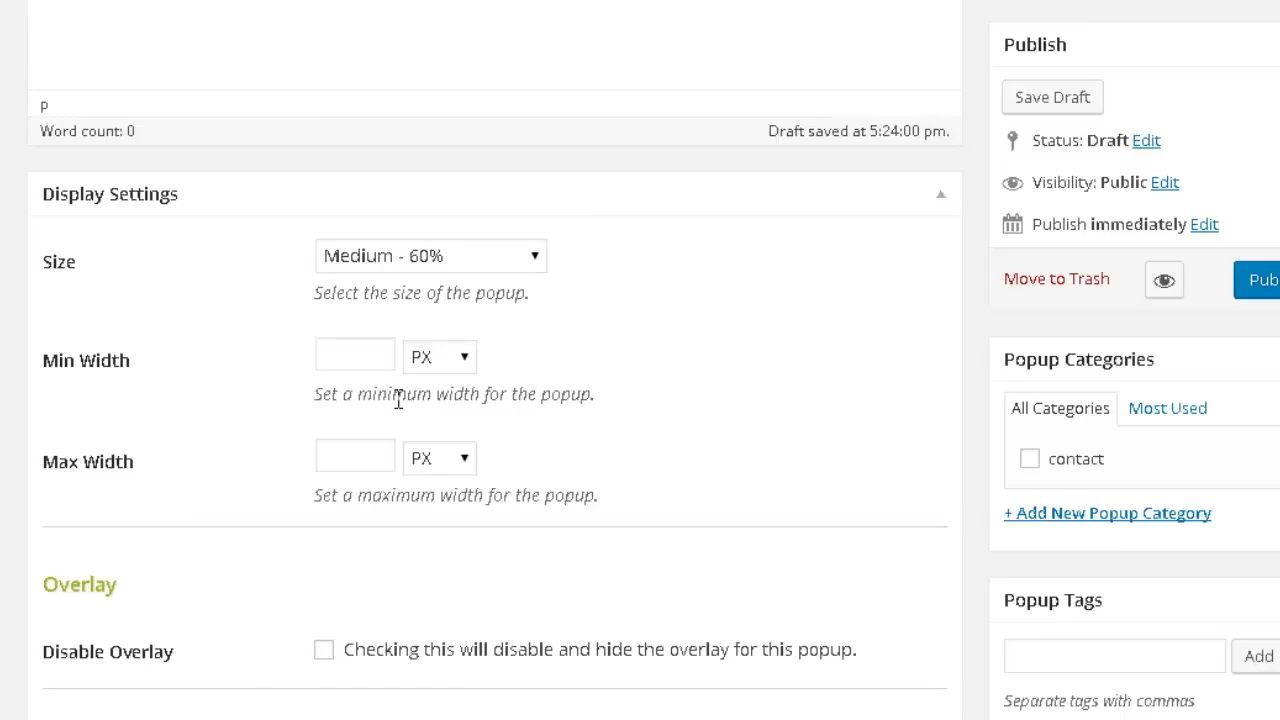 P
Word count: 0
Draft saved at 5:24:00 pm.
Display Settings
Size
Medium - 60%
Select the size of the popup.
Min Width
PX
Set a minimum width for the popup.
Max Width
PX
Set a maximum width for the popup.
Overlay
Disable Overlay
Checking this will disable and hide the overlay for this popup.
Publish
Save Draft
Status: Draft Edit
Visibility: Public Edit
Publish immediately Edit
Move to Trash
Pub
Popup Categories
All Categories
Most Used
contact
+ Add New Popup Category
Popup Tags
Add
Separate tags with commas